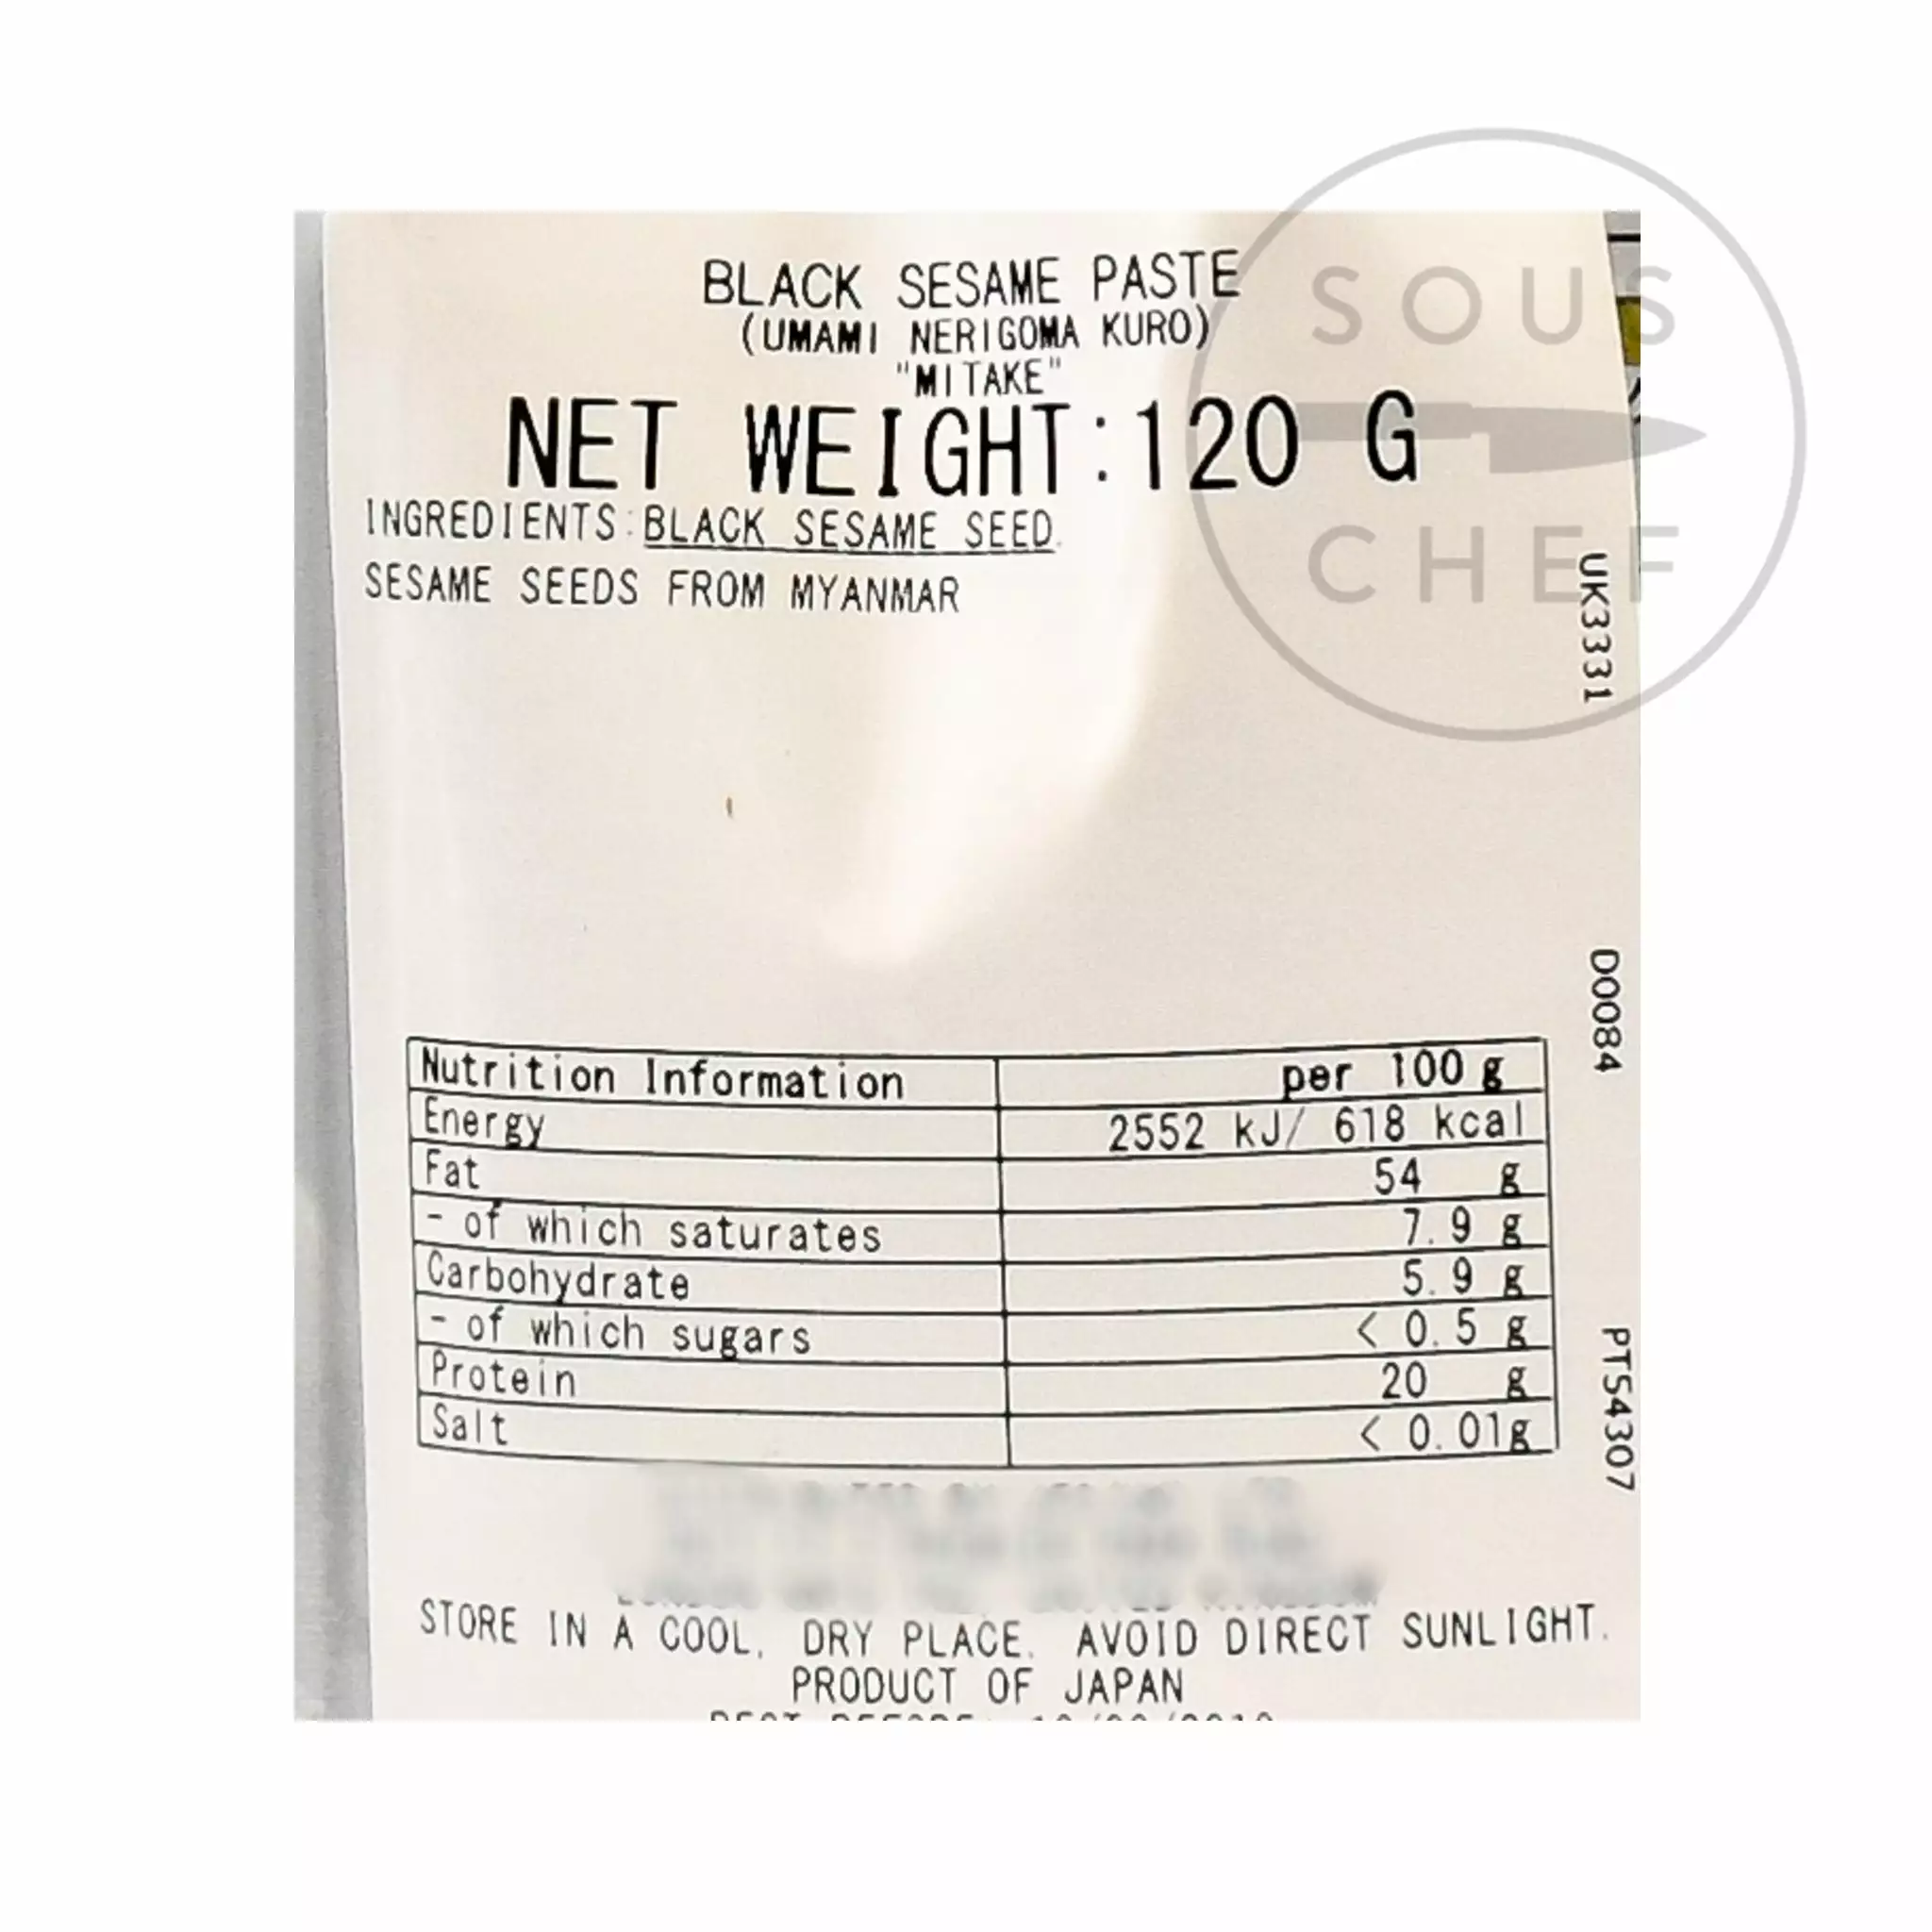 SOUS
CHEF
BLACK SESAME PASTE
(UMAMI NERIGOMA KURO)
"MITAKE"
NET WEIGHT:120 G
INGREDIENTS:BLACK SESAME SEED.
SESAME SEEDS FROM MYANMAR
UK3331
D0084
PT54307
Nutrition Information per 100 g
Energy 2552 kJ/ 618 kcal
Fat 54 g
- of which saturates 7.9 g
Carbohydrate 5.9 g
- of which sugars < 0.5 g
Protein 20 g
Salt < 0.01g
STORE IN A COOL, DRY PLACE. AVOID DIRECT SUNLIGHT.
PRODUCT OF JAPAN